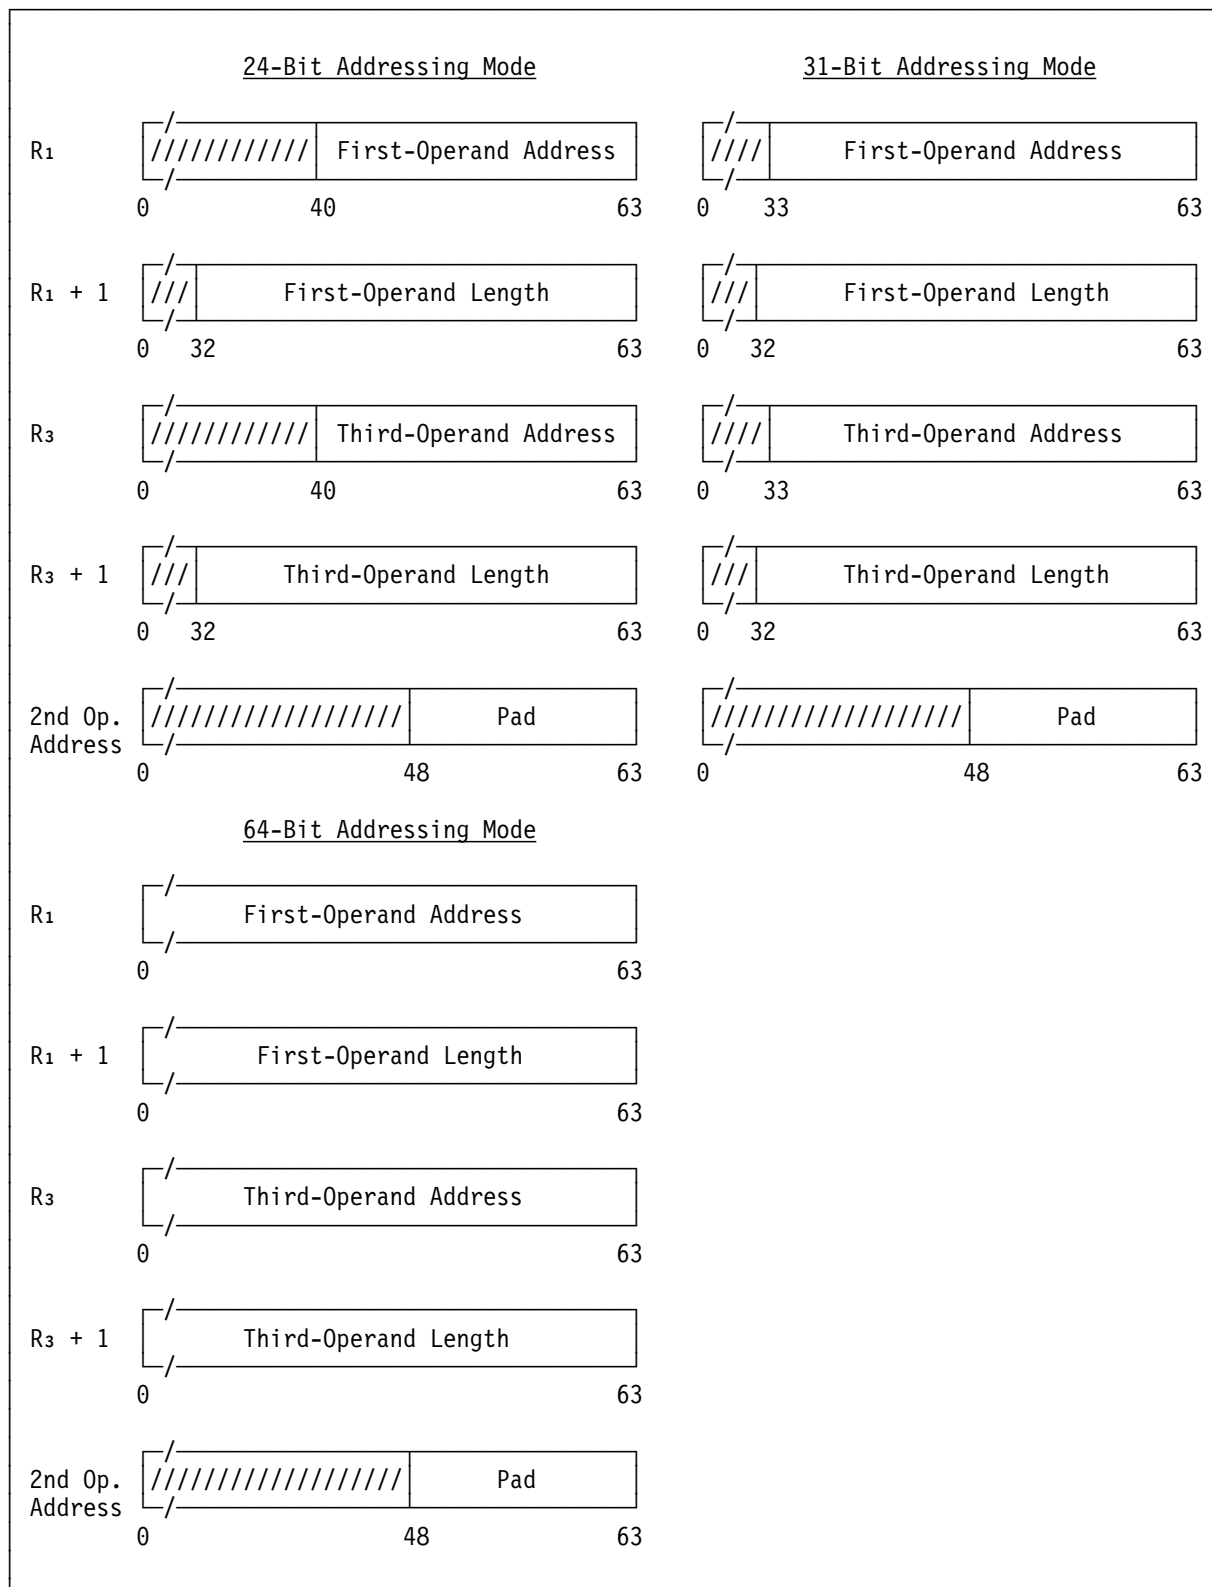 24-Bit Addressing Mode 31-Bit Addressing Mode
R₁ //////////// First-Operand Address //// First-Operand Address
0 40 63 0 33 63
R₁ + 1 /// First-Operand Length /// First-Operand Length
0 32 63 0 32 63
R₃ //////////// Third-Operand Address //// Third-Operand Address
0 40 63 0 33 63
R₃ + 1 /// Third-Operand Length /// Third-Operand Length
0 32 63 0 32 63
2nd Op. /////////////////// Pad /////////////////// Pad
Address
0 48 63 0 48 63
64-Bit Addressing Mode
R₁ First-Operand Address
0 63
R₁ + 1 First-Operand Length
0 63
R₃ Third-Operand Address
0 63
R₃ + 1 Third-Operand Length
0 63
2nd Op. /////////////////// Pad
Address
0 48 63